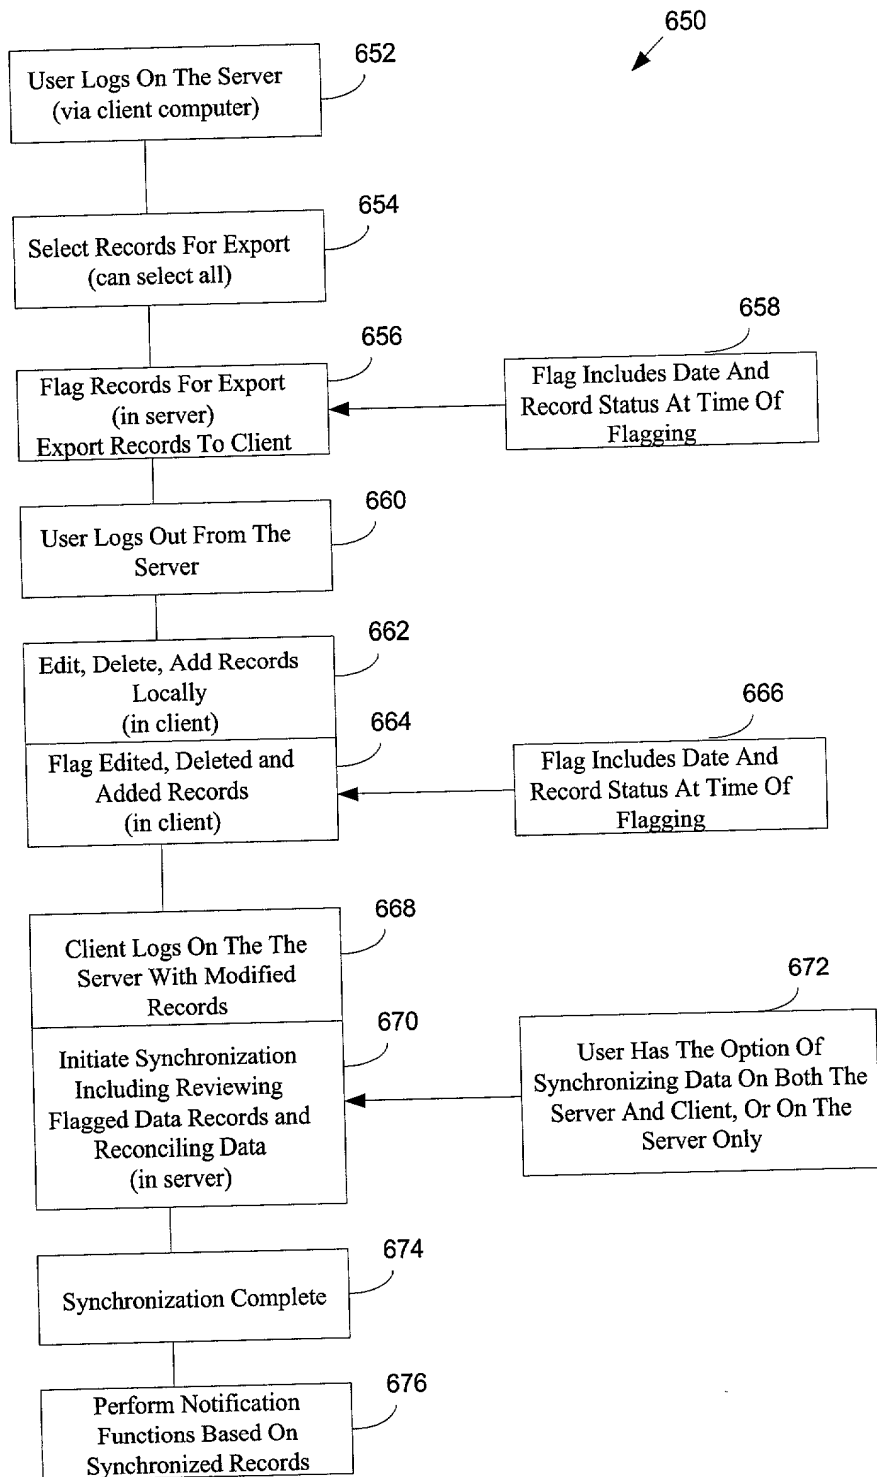 650
652
User Logs On The Server
(via client computer)
654
Select Records For Export
(can select all)
656
Flag Records For Export
(in server)
Export Records To Client
658
Flag Includes Date And
Record Status At Time Of
Flagging
660
User Logs Out From The
Server
662
Edit, Delete, Add Records
Locally
(in client)
664
Flag Edited, Deleted and
Added Records
(in client)
666
Flag Includes Date And
Record Status At Time Of
Flagging
668
Client Logs On The The
Server With Modified
Records
670
Initiate Synchronization
Including Reviewing
Flagged Data Records and
Reconciling Data
(in server)
672
User Has The Option Of
Synchronizing Data On Both The
Server And Client, Or On The
Server Only
674
Synchronization Complete
676
Perform Notification
Functions Based On
Synchronized Records